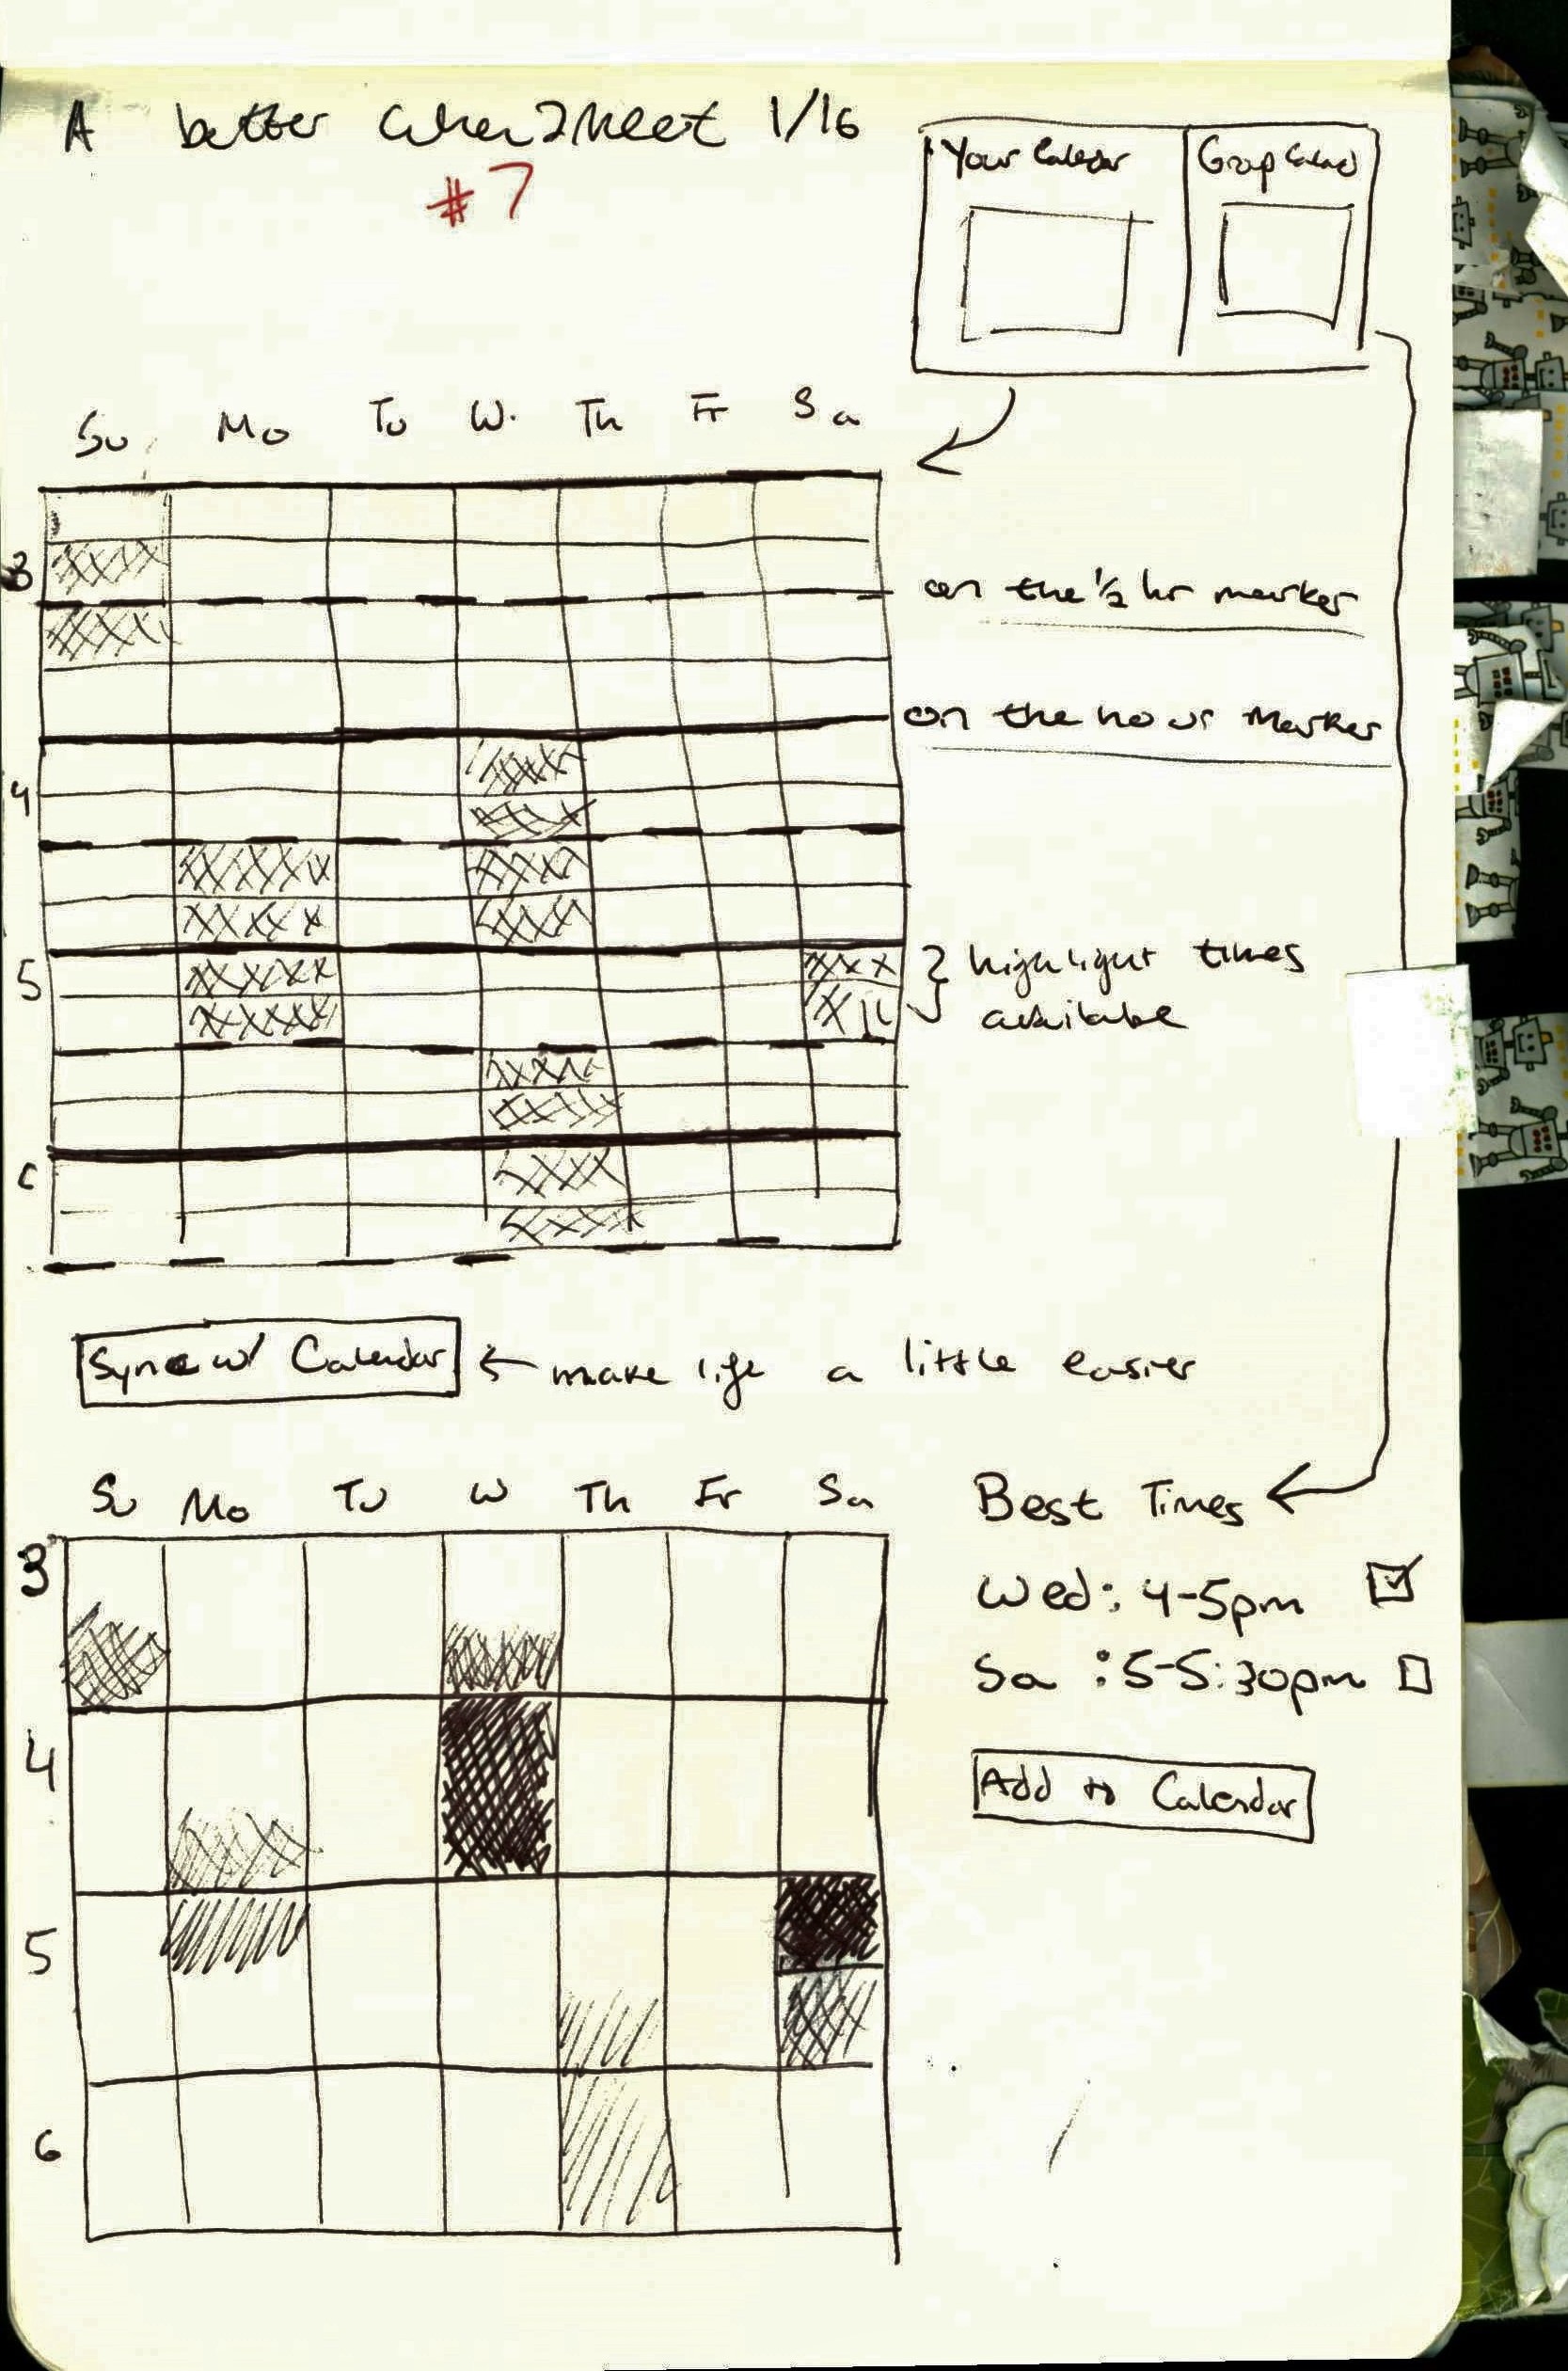 A better When2Meet 1/16
#7
Your Calendar
Group
Su Mo Tu W. Th Fr Sa
3
on the 1/2 hr marker
on the hour Marker
4
5
highlight times
available
6
Sync w/ Calendar ← make life a little easier
Su Mo Tu W Th Fr Sa
Best Times
3
Wed: 4-5pm
Sa : 5-5:30pm
4
Add to Calendar
5
6